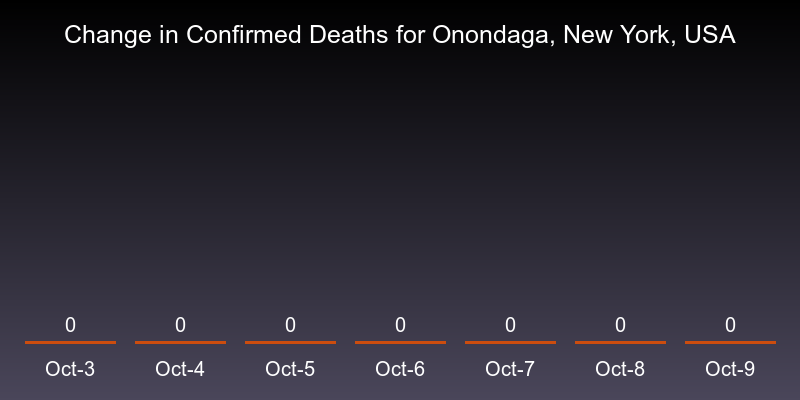 Change in Confirmed Deaths for Onondaga, New York, USA
0 0 0 0 0 0 0
Oct-3 Oct-4 Oct-5 Oct-6 Oct-7 Oct-8 Oct-9